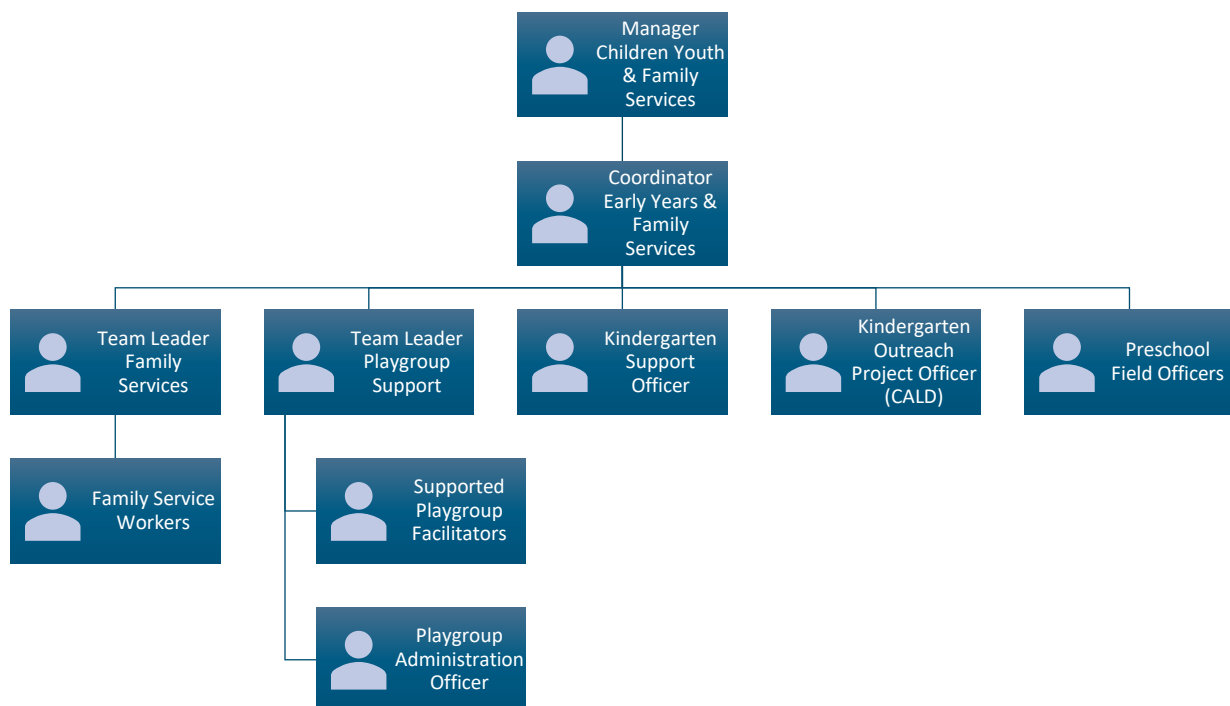 Manager
Children Youth
& Family
Services
Coordinator
Early Years &
Family
Services
Team Leader
Family
Services
Team Leader
Playgroup
Support
Kindergarten
Support
Officer
Kindergarten
Outreach
Project Officer
(CALD)
Preschool
Field Officers
Family Service
Workers
Supported
Playgroup
Facilitators
Playgroup
Administration
Officer